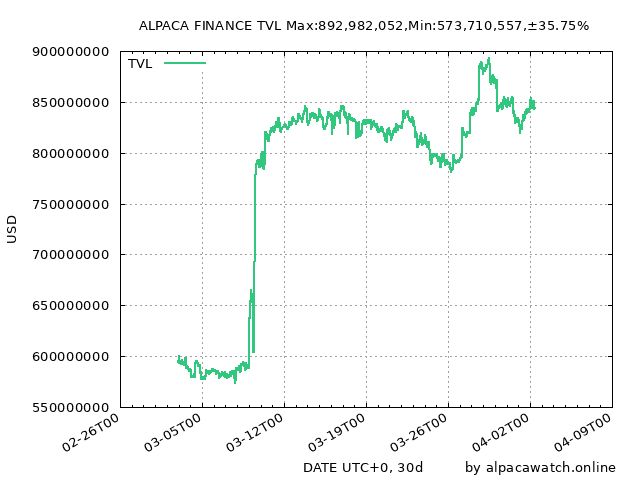 ALPACA FINANCE TVL Max:892,982,052,Min:573,710,557,±35.75%
TVL
900000000
850000000
800000000
750000000
700000000
650000000
600000000
550000000
USD
02-26T00
03-05T00
03-12T00
03-19T00
03-26T00
04-02T00
04-09T00
DATE UTC+0, 30d
by alpacawatch.online